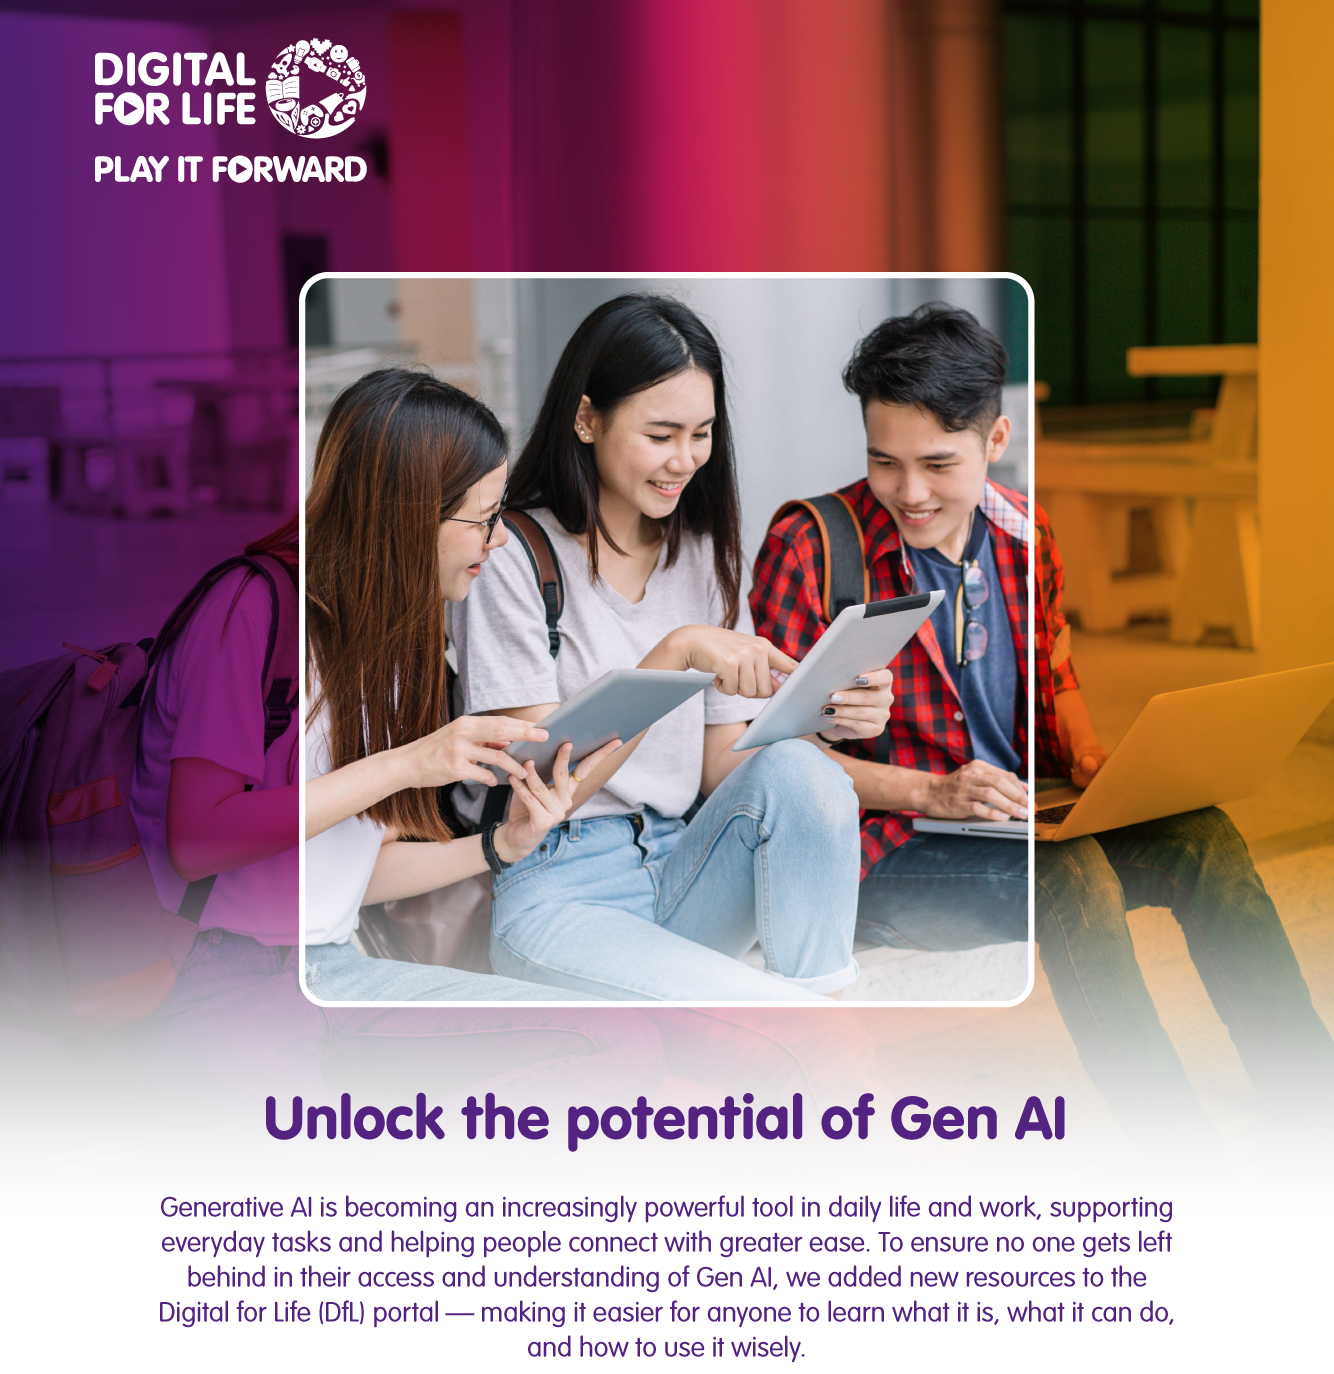 DIGITAL
FOR LIFE
PLAY IT FORWARD
Unlock the potential of Gen AI
Generative AI is becoming an increasingly powerful tool in daily life and work, supporting
everyday tasks and helping people connect with greater ease. To ensure no one gets left
behind in their access and understanding of Gen AI, we added new resources to the
Digital for Life (DfL) portal — making it easier for anyone to learn what it is, what it can do,
and how to use it wisely.